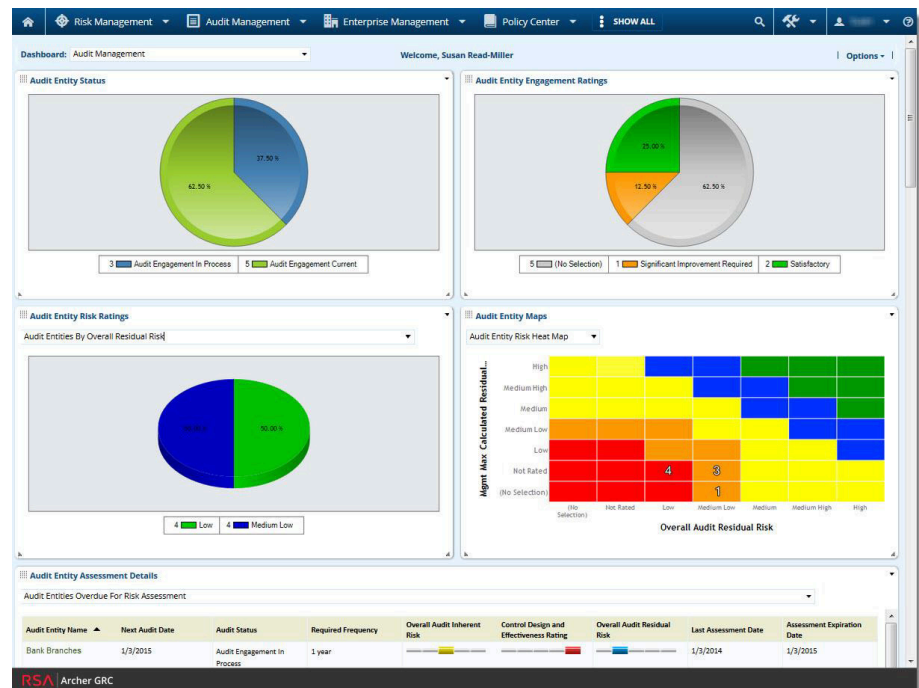 Risk Management Audit Management Enterprise Management Policy Center SHOW ALL
Dashboard: Audit Management Welcome, Susan Read-Miller Options
Audit Entity Status
37.50 %
62.50 %
3 Audit Engagement In Process 5 Audit Engagement Current
Audit Entity Engagement Ratings
25.00 %
12.50 % 62.50 %
5 (No Selection) 1 Significant Improvement Required 2 Satisfactory
Audit Entity Risk Ratings
Audit Entities By Overall Residual Risk
50.00 %
4 Low 4 Medium Low
Audit Entity Maps
Audit Entity Risk Heat Map
Mgmt Max Calculated Residual...
High
Medium High
Medium
Medium Low
Low
Not Rated 4 3
(No Selection) 1
(No Selection) Not Rated Low Medium Low Medium Medium High High
Overall Audit Residual Risk
Audit Entity Assessment Details
Audit Entities Overdue For Risk Assessment
Audit Entity Name Next Audit Date Audit Status Required Frequency Overall Audit Inherent Risk Control Design and Effectiveness Rating Overall Audit Residual Risk Last Assessment Date Assessment Expiration Date
Bank Branches 1/3/2015 Audit Engagement In Process 1 year 1/3/2014 1/3/2015
RSA Archer GRC